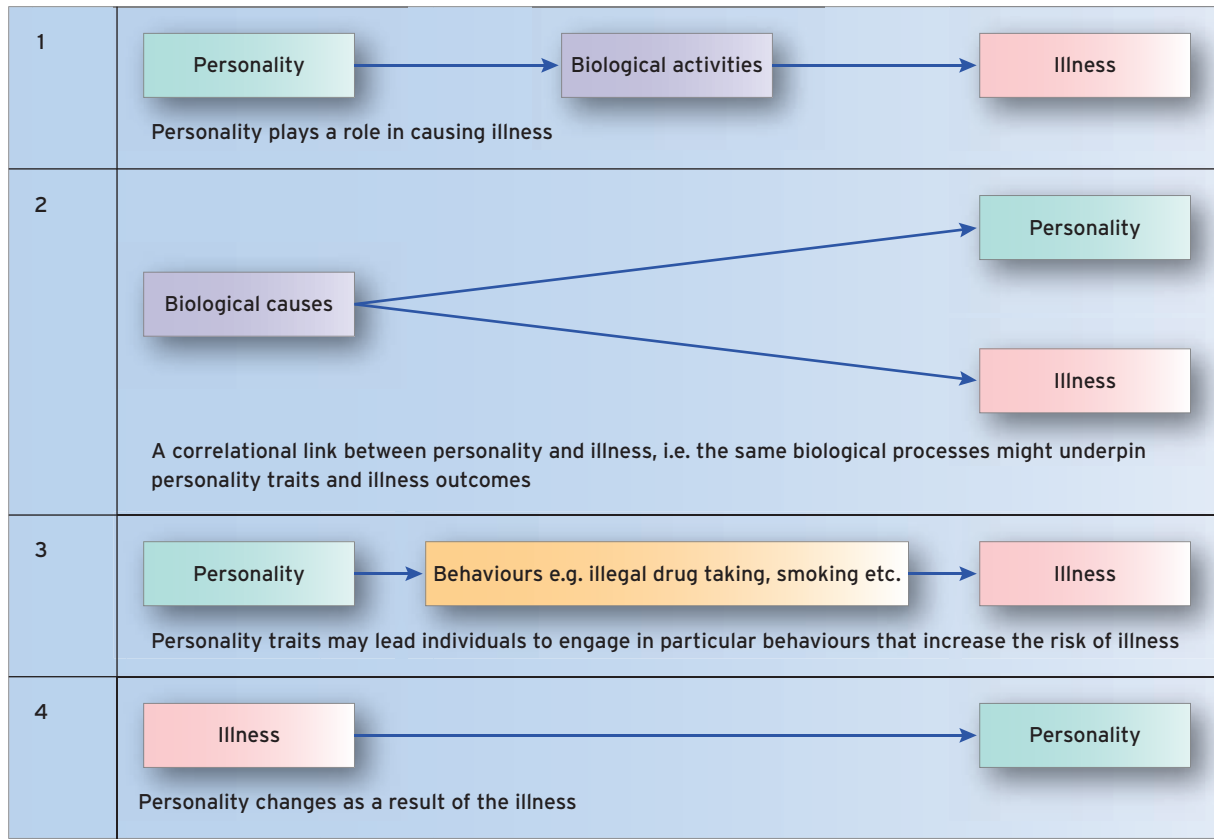 1
Personality
Biological activities
Illness
Personality plays a role in causing illness
2
Personality
Biological causes
Illness
A correlational link between personality and illness, i.e. the same biological processes might underpin
personality traits and illness outcomes
3
Personality
Behaviours e.g. illegal drug taking, smoking etc.
Illness
Personality traits may lead individuals to engage in particular behaviours that increase the risk of illness
4
Illness
Personality
Personality changes as a result of the illness